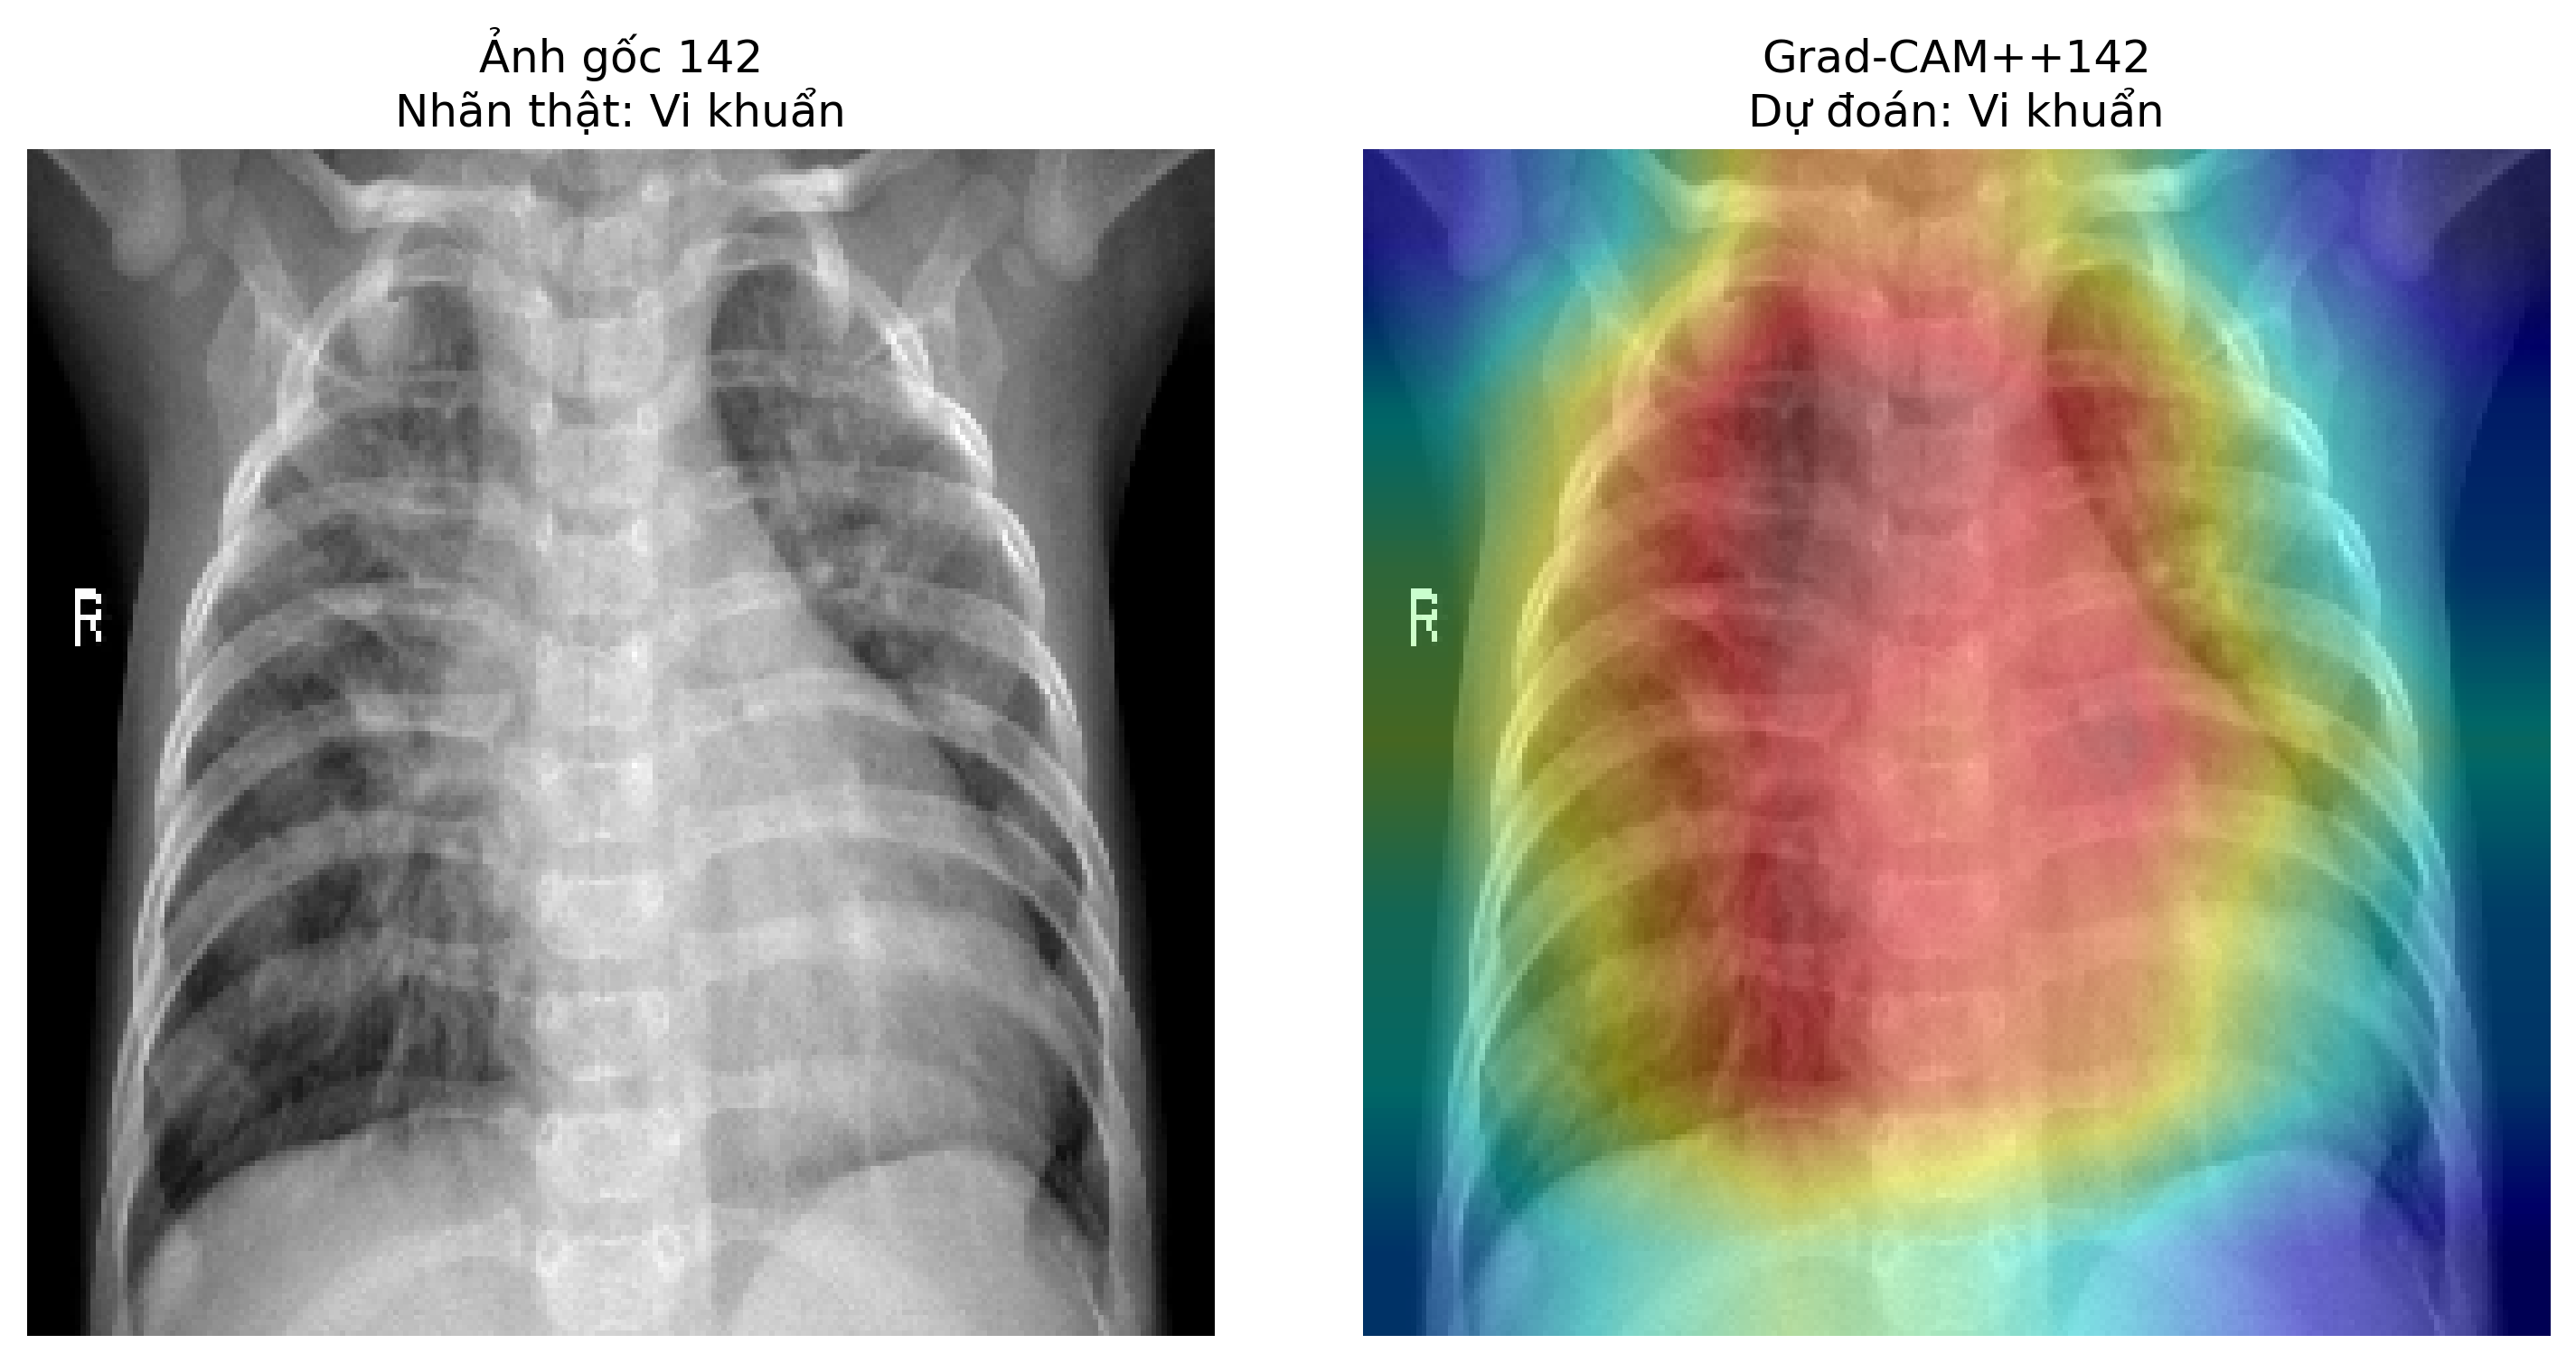 Ảnh gốc 142
Nhãn thật: Vi khuẩn
Grad-CAM++142
Dự đoán: Vi khuẩn
R
R